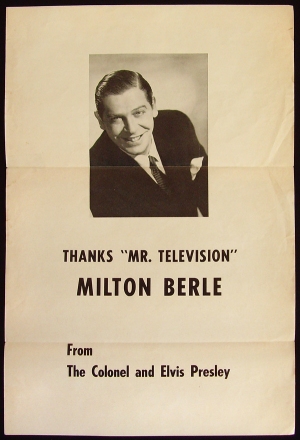 THANKS "MR. TELEVISION"
MILTON BERLE
From
The Colonel and Elvis Presley